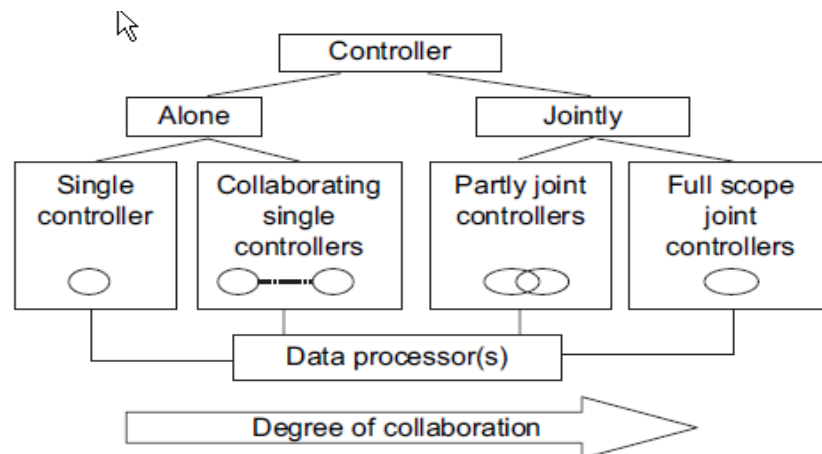 Controller
Alone
Jointly
Single
controller
Collaborating
single
controllers
Partly joint
controllers
Full scope
joint
controllers
Data processor(s)
Degree of collaboration